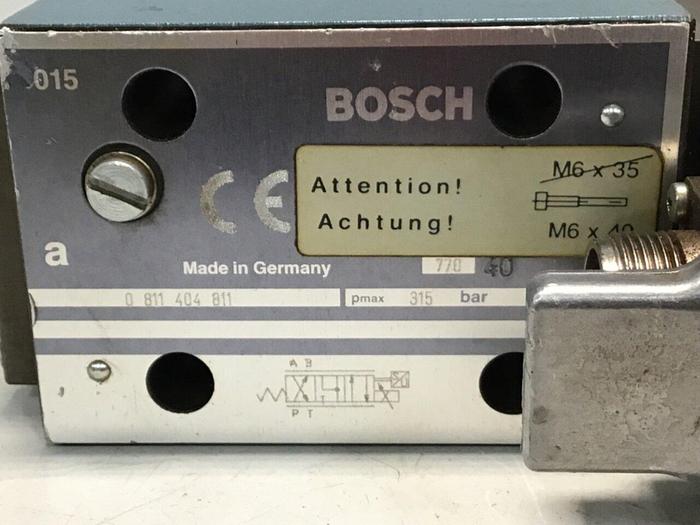 015
BOSCH
CE
Attention!
Achtung!
M6 x 35
M6 x 40
a
Made in Germany
770 40
0 811 404 811
pmax 315 bar
A B
P T